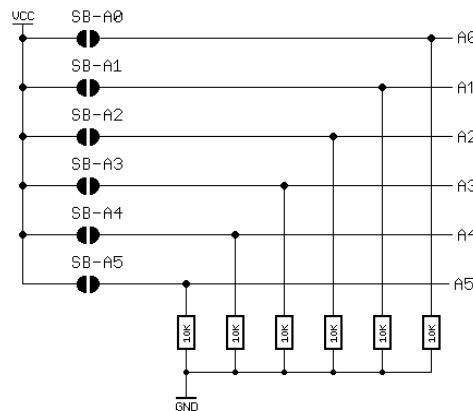 VCC
SB-A0
A0
SB-A1
A1
SB-A2
A2
SB-A3
A3
SB-A4
A4
SB-A5
A5
10K
10K
10K
10K
10K
10K
GND